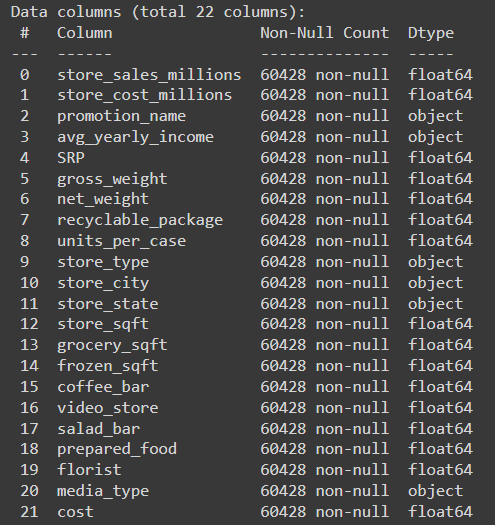 Data columns (total 22 columns):
 #   Column               Non-Null Count  Dtype
---  ------               --------------  -----
 0   store_sales_millions  60428 non-null  float64
 1   store_cost_millions  60428 non-null  float64
 2   promotion_name       60428 non-null  object
 3   avg_yearly_income    60428 non-null  object
 4   SRP                  60428 non-null  float64
 5   gross_weight         60428 non-null  float64
 6   net_weight           60428 non-null  float64
 7   recyclable_package   60428 non-null  float64
 8   units_per_case       60428 non-null  float64
 9   store_type           60428 non-null  object
 10  store_city           60428 non-null  object
 11  store_state          60428 non-null  object
 12  store_sqft           60428 non-null  float64
 13  grocery_sqft         60428 non-null  float64
 14  frozen_sqft          60428 non-null  float64
 15  coffee_bar           60428 non-null  float64
 16  video_store          60428 non-null  float64
 17  salad_bar            60428 non-null  float64
 18  prepared_food        60428 non-null  float64
 19  florist              60428 non-null  float64
 20  media_type           60428 non-null  object
 21  cost                 60428 non-null  float64